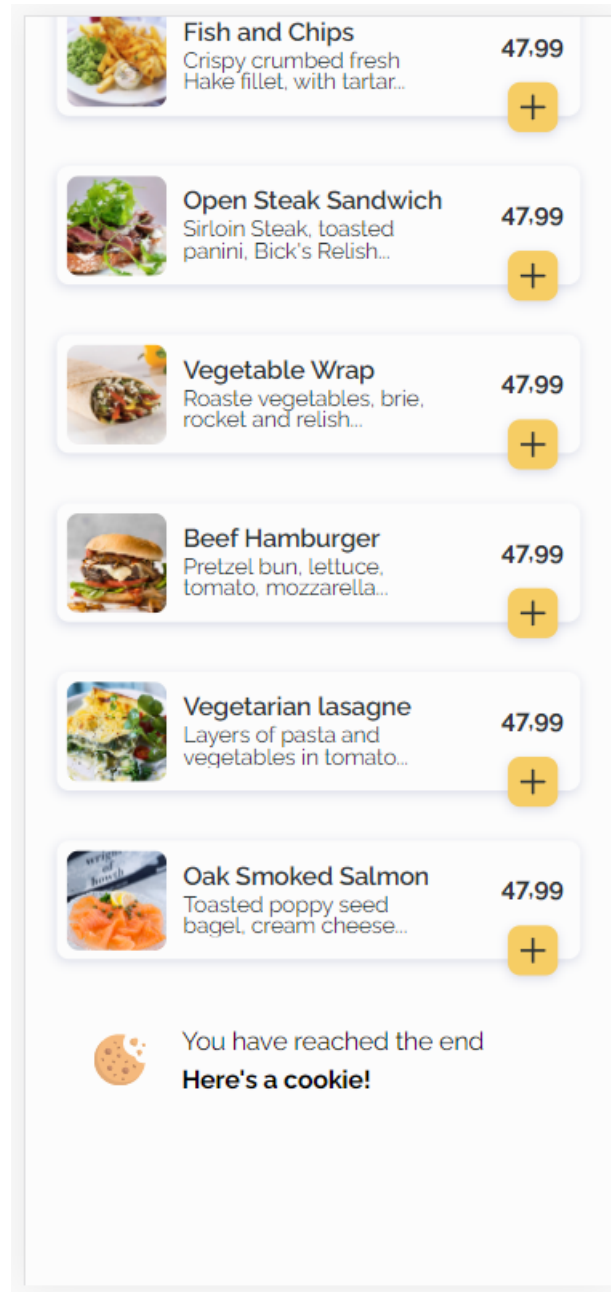 Fish and Chips
Crispy crumbed fresh
Hake fillet, with tartar...
47,99
+
Open Steak Sandwich
Sirloin Steak, toasted
panini, Bick's Relish...
47,99
+
Vegetable Wrap
Roaste vegetables, brie,
rocket and relish...
47,99
+
Beef Hamburger
Pretzel bun, lettuce,
tomato, mozzarella...
47,99
+
Vegetarian lasagne
Layers of pasta and
vegetables in tomato...
47,99
+
wright
of
howth
Oak Smoked Salmon
Toasted poppy seed
bagel, cream cheese...
47,99
+
You have reached the end
Here's a cookie!